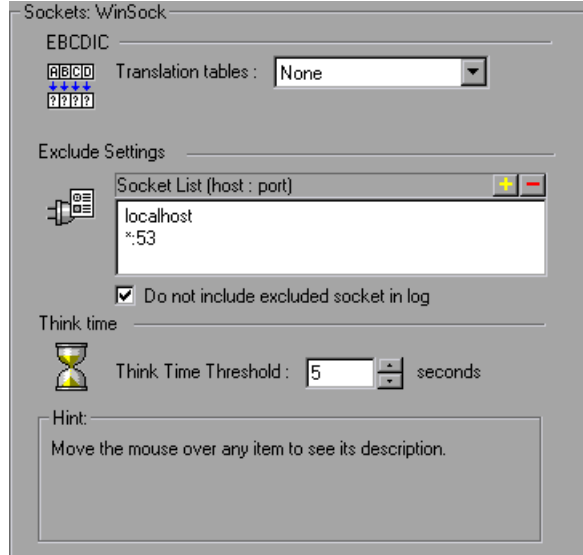 Sockets: WinSock
EBCDIC
A B C D
? ? ? ?
Translation tables : None
Exclude Settings
Socket List (host : port)
localhost
*:53
Do not include excluded socket in log
Think time
Think Time Threshold : 5 seconds
Hint:
Move the mouse over any item to see its description.